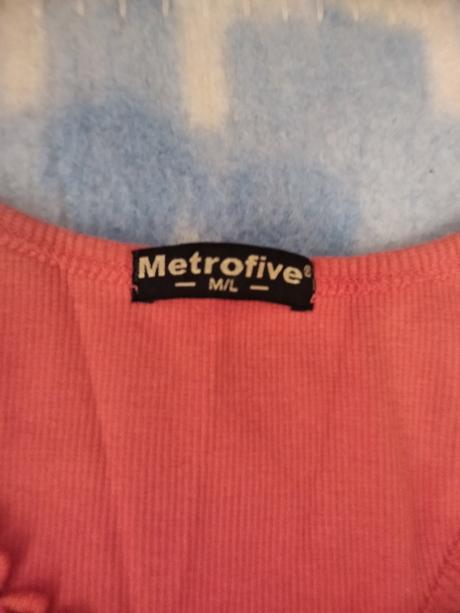 Metrofive®
— M/L —